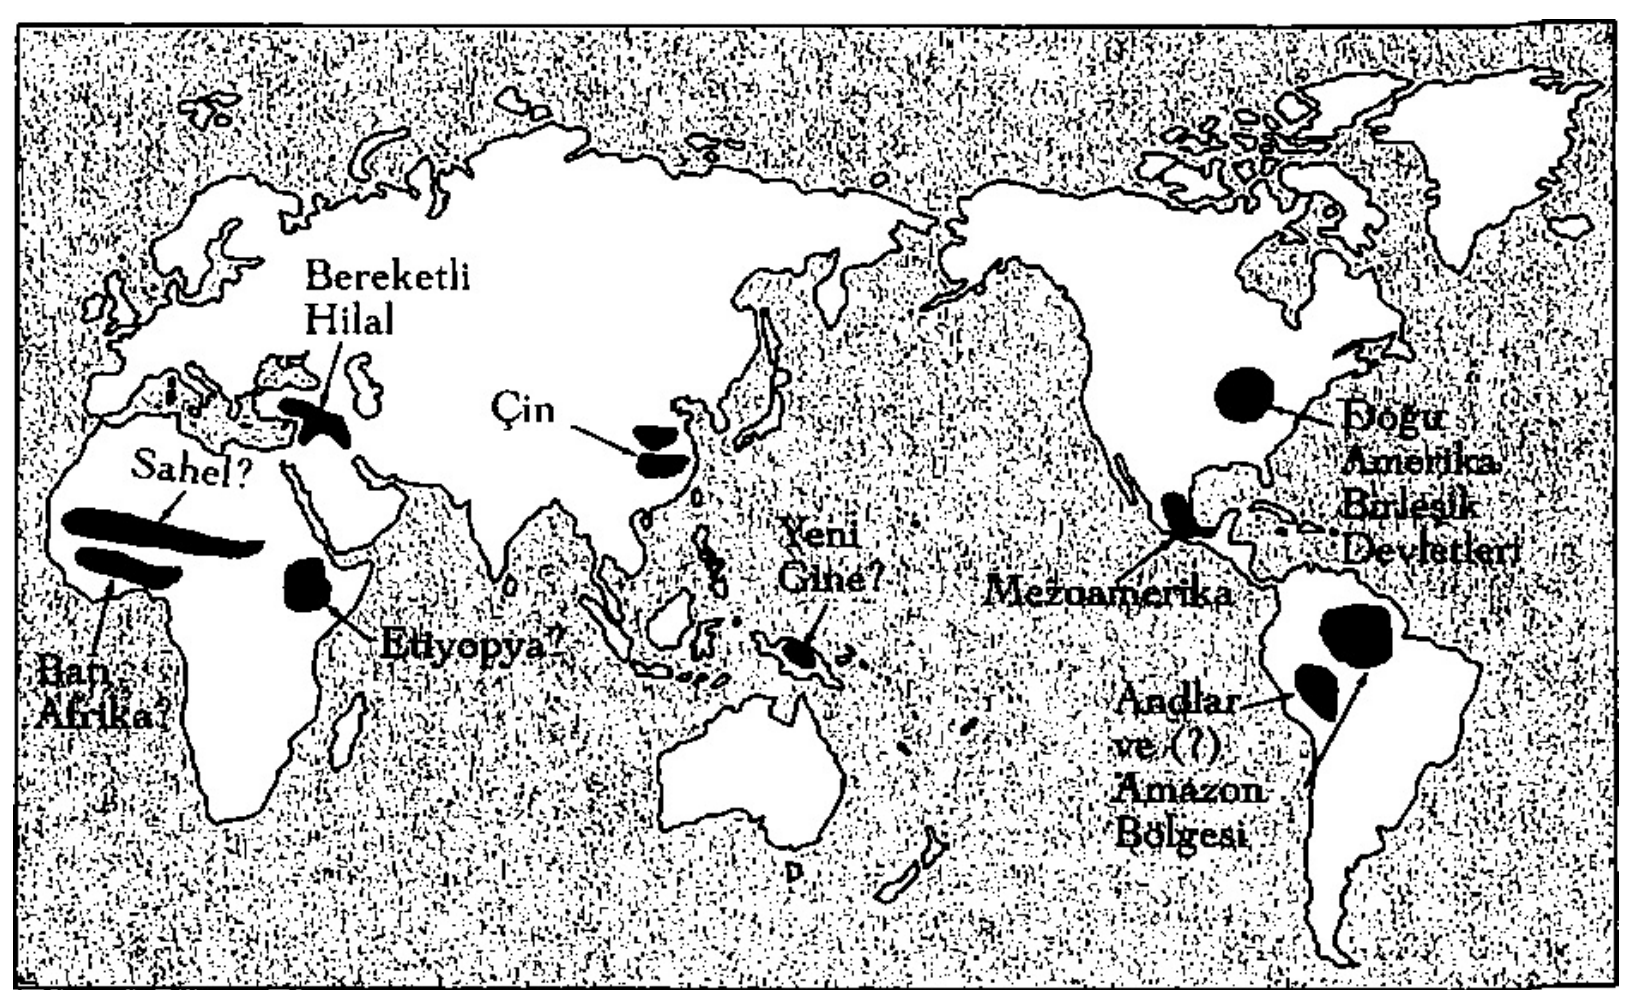 Bereketli
Hilal
Çin
Sahel?
Batı
Afrika?
Etiyopya?
Yeni
Gine?
Mezoamerika
Doğu
Amerika
Birleşik
Devletleri
Andlar
ve (?)
Amazon
Bölgesi